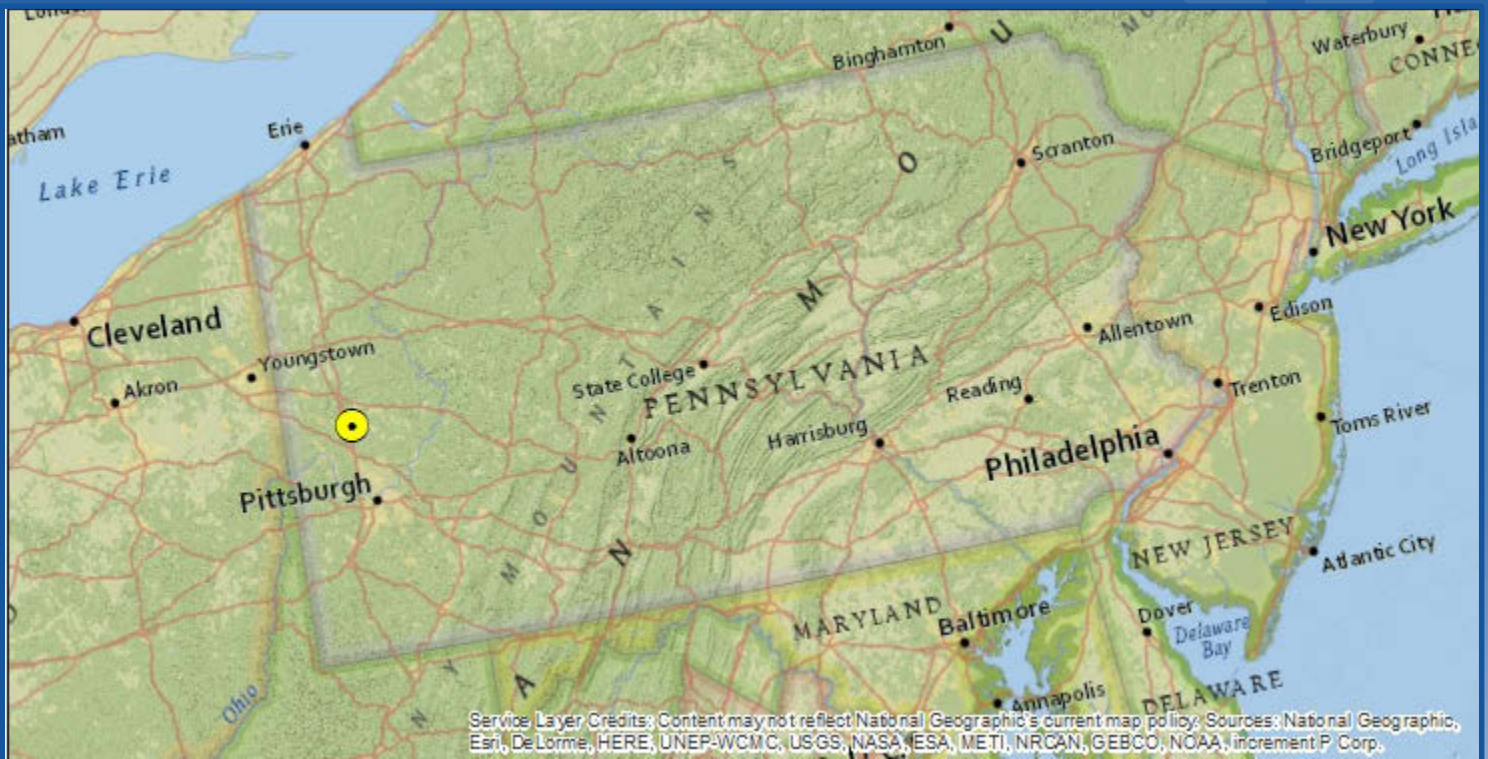 Binghamton
Waterbury
Erie
Lake Erie
Scranton
Bridgeport
New York
Cleveland
Youngstown
Akron
State College
PENNSYLVANIA
Allentown
Edison
Reading
Trenton
Toms River
Altoona
Harrisburg
Philadelphia
Pittsburgh
NEW JERSEY
Atlantic City
MARYLAND
Baltimore
Dover
Delaware
Bay
Ohio
Annapolis
DELAWARE
MOUNTAINS
Service Layer Credits: Content may not reflect National Geographic's current map policy. Sources: National Geographic,
Esri, DeLorme, HERE, UNEP-WCMC, USGS, NASA, ESA, METI, NRCAN, GEBCO, NOAA, increment P Corp.